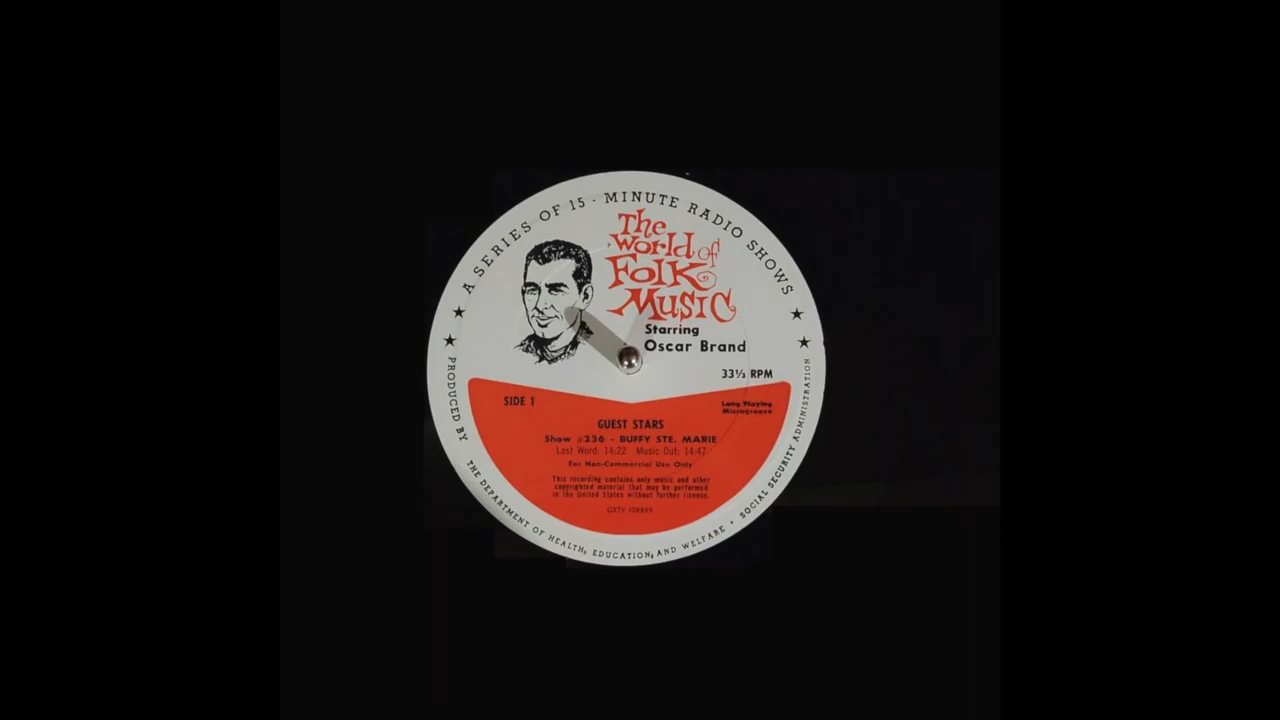 A SERIES OF 15 - MINUTE RADIO SHOWS
The
World of
Folk
Music
Starring
Oscar Brand
33⅓ RPM
SIDE 1
Long Playing
Microgroove
GUEST STARS
Show #236 - BUFFY STE. MARIE
Last Word: 14:22 Music Out: 14:47
For Non-Commercial Use Only
This recording contains only music and other
copyrighted material that may be performed
in the United States without further license.
GXTV 108899
PRODUCED BY THE DEPARTMENT OF HEALTH, EDUCATION, AND WELFARE • SOCIAL SECURITY ADMINISTRATION